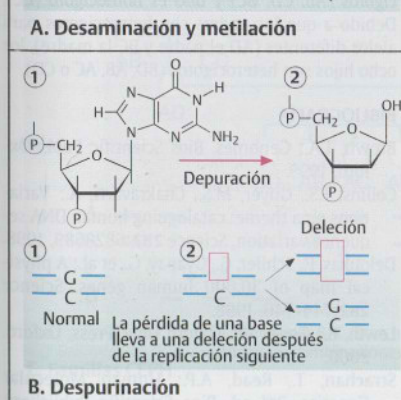 A. Desaminación y metilación
1
2
O
N
N
H
H
N
N
NH₂
P
CH₂
O
P
P
CH₂
O
OH
P
Depuración
Deleción
1
2
G
C
Normal
C
G
C
La pérdida de una base
lleva a una deleción después
de la replicación siguiente
B. Despurinación